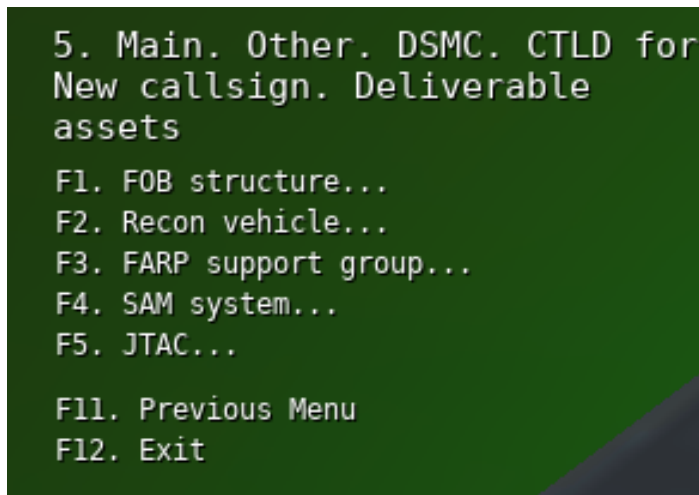 5. Main. Other. DSMC. CTLD for
New callsign. Deliverable
assets
F1. FOB structure...
F2. Recon vehicle...
F3. FARP support group...
F4. SAM system...
F5. JTAC...
F11. Previous Menu
F12. Exit